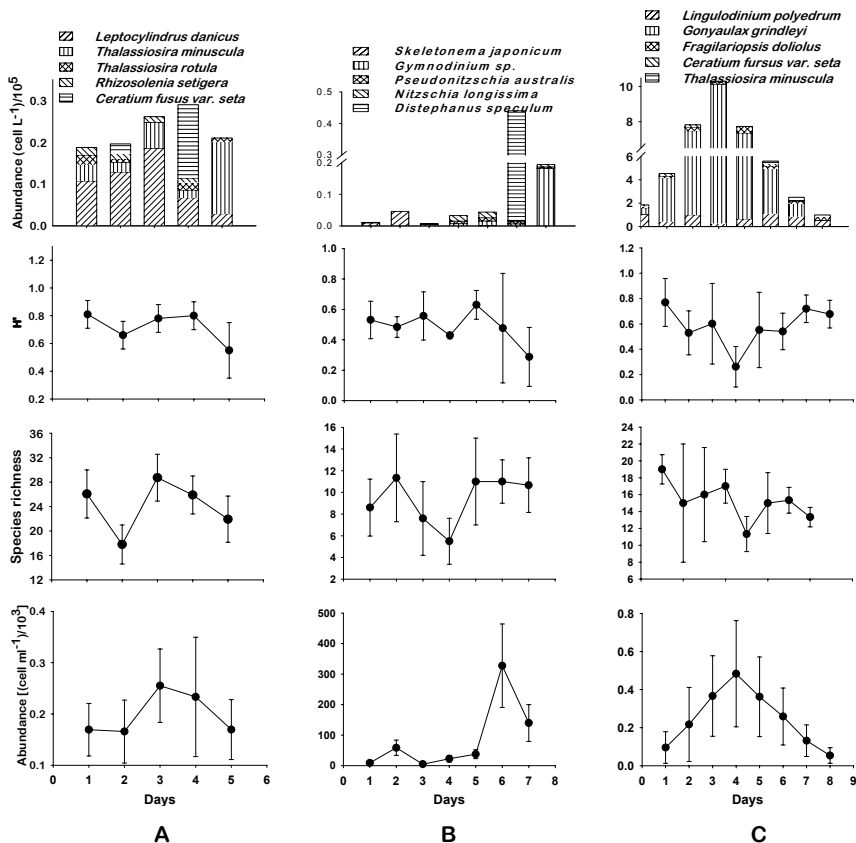 Leptocylindrus danicus
Thalassiosira minuscula
Thalassiosira rotula
Rhizosolenia setigera
Ceratium fusus var. seta
Abundance (cell L-1)/10^5
0.3
0.2
0.1
0.0
Skeletonema japonicum
Gymnodinium sp.
Pseudonitzschia australis
Nitzschia longissima
Distephanus speculum
0.5
0.4
0.3
0.2
0.1
0.0
Lingulodinium polyedrum
Gonyaulax grindleyi
Fragilariopsis doliolus
Ceratium fursus var. seta
Thalassiosira minuscula
10
8
6
4
2
0
H'
1.2
1.0
0.8
0.6
0.4
0.2
1.0
0.8
0.6
0.4
0.2
0.0
1.2
1.0
0.8
0.6
0.4
0.2
0.0
Species richness
36
32
28
24
20
16
12
16
14
12
10
8
6
4
2
24
22
20
18
16
14
12
10
8
6
Abundance [(cell ml-1)/10^3]
0.4
0.3
0.2
0.1
0 1 2 3 4 5 6
Days
A
500
400
300
200
100
0
0 1 2 3 4 5 6 7 8
Days
B
0.8
0.6
0.4
0.2
0.0
0 1 2 3 4 5 6 7 8 9
Days
C